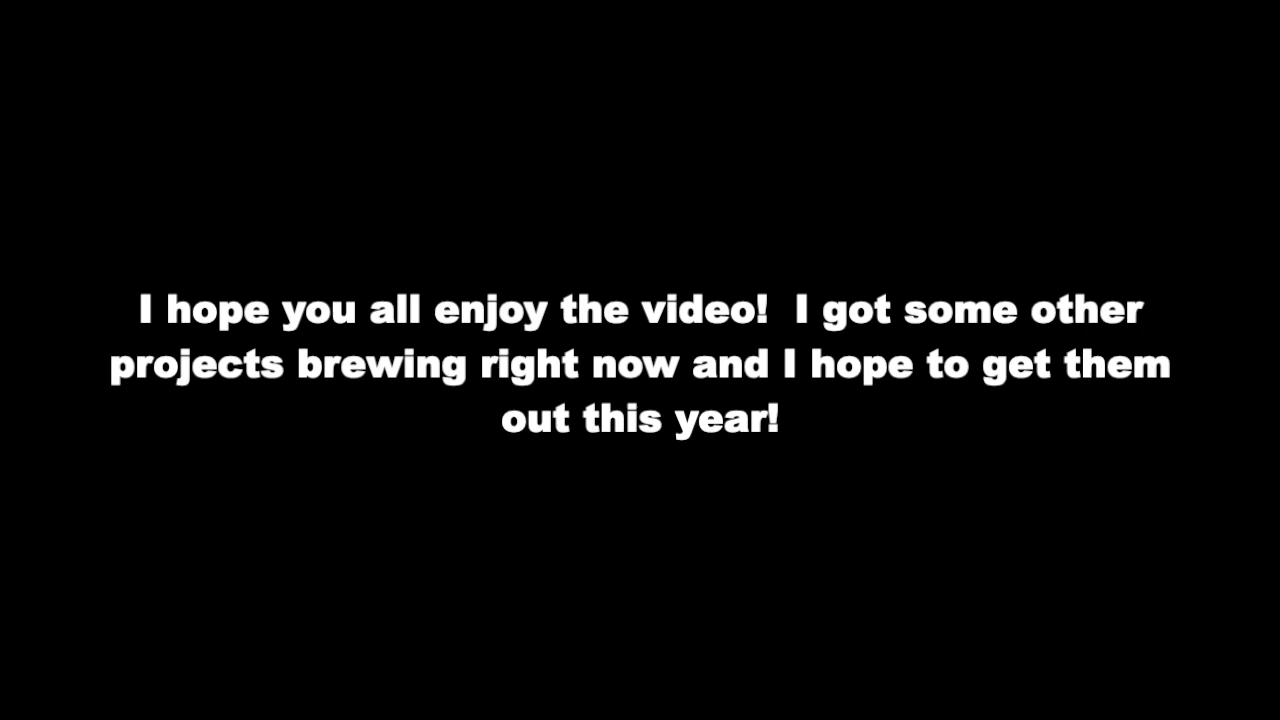 I hope you all enjoy the video!  I got some other
projects brewing right now and I hope to get them
out this year!